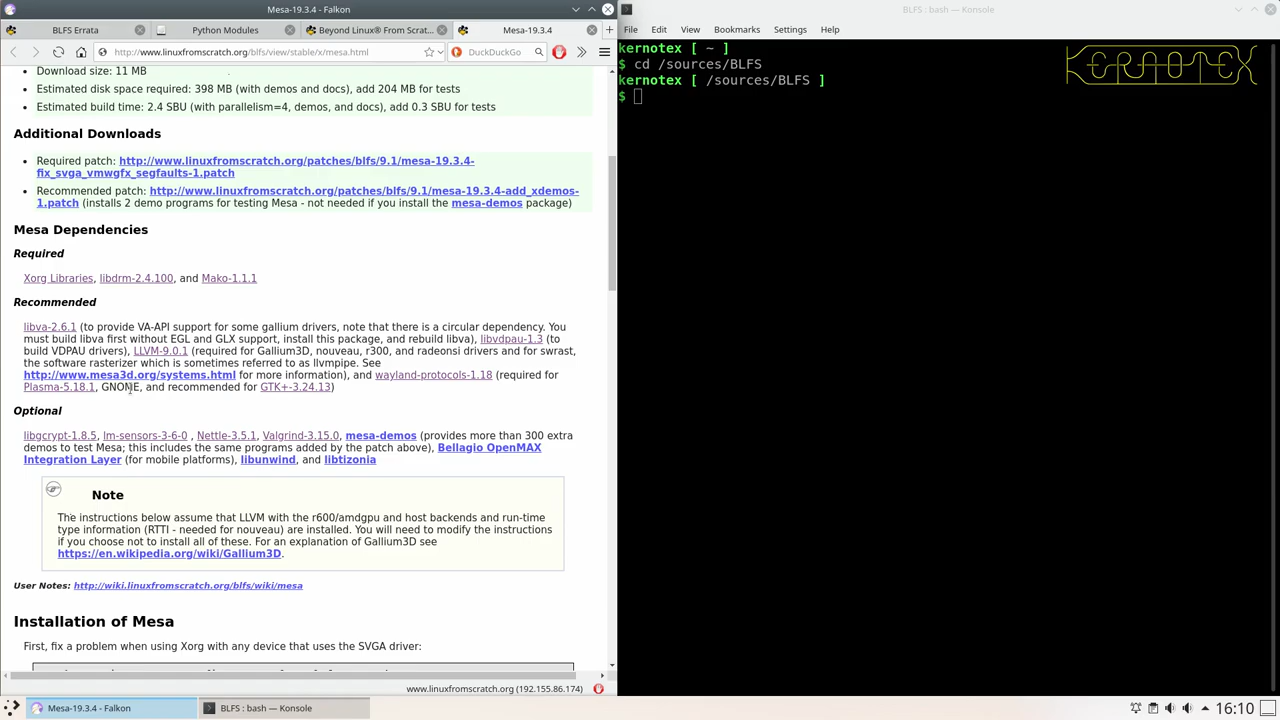 Mesa-19.3.4 - Falkon
BLFS : bash — Konsole
BLFS Errata
Python Modules
Beyond Linux® From Scrat...
Mesa-19.3.4
http://www.linuxfromscratch.org/blfs/view/stable/x/mesa.html
DuckDuckGo
File Edit View Bookmarks Settings Help
Download size: 11 MB
Estimated disk space required: 398 MB (with demos and docs), add 204 MB for tests
Estimated build time: 2.4 SBU (with parallelism=4, demos, and docs), add 0.3 SBU for tests
Additional Downloads
Required patch: http://www.linuxfromscratch.org/patches/blfs/9.1/mesa-19.3.4-
fix_svga_vmwgfx_segfaults-1.patch
Recommended patch: http://www.linuxfromscratch.org/patches/blfs/9.1/mesa-19.3.4-add_xdemos-
1.patch (installs 2 demo programs for testing Mesa - not needed if you install the mesa-demos package)
Mesa Dependencies
Required
Xorg Libraries, libdrm-2.4.100, and Mako-1.1.1
Recommended
libva-2.6.1 (to provide VA-API support for some gallium drivers, note that there is a circular dependency. You
must build libva first without EGL and GLX support, install this package, and rebuild libva), libvdpau-1.3 (to
build VDPAU drivers), LLVM-9.0.1 (required for Gallium3D, nouveau, r300, and radeonsi drivers and for swrast,
the software rasterizer which is sometimes referred to as llvmpipe. See
http://www.mesa3d.org/systems.html for more information), and wayland-protocols-1.18 (required for
Plasma-5.18.1, GNOME, and recommended for GTK+-3.24.13)
Optional
libgcrypt-1.8.5, lm-sensors-3-6-0 , Nettle-3.5.1, Valgrind-3.15.0, mesa-demos (provides more than 300 extra
demos to test Mesa; this includes the same programs added by the patch above), Bellagio OpenMAX
Integration Layer (for mobile platforms), libunwind, and libtizonia
Note
The instructions below assume that LLVM with the r600/amdgpu and host backends and run-time
type information (RTTI - needed for nouveau) are installed. You will need to modify the instructions
if you choose not to install all of these. For an explanation of Gallium3D see
https://en.wikipedia.org/wiki/Gallium3D.
User Notes: http://wiki.linuxfromscratch.org/blfs/wiki/mesa
Installation of Mesa
First, fix a problem when using Xorg with any device that uses the SVGA driver:
www.linuxfromscratch.org (192.155.86.174)
kernotex [ ~ ]
$ cd /sources/BLFS
kernotex [ /sources/BLFS ]
$
KERNOTEX
Mesa-19.3.4 - Falkon
BLFS : bash — Konsole
16:10